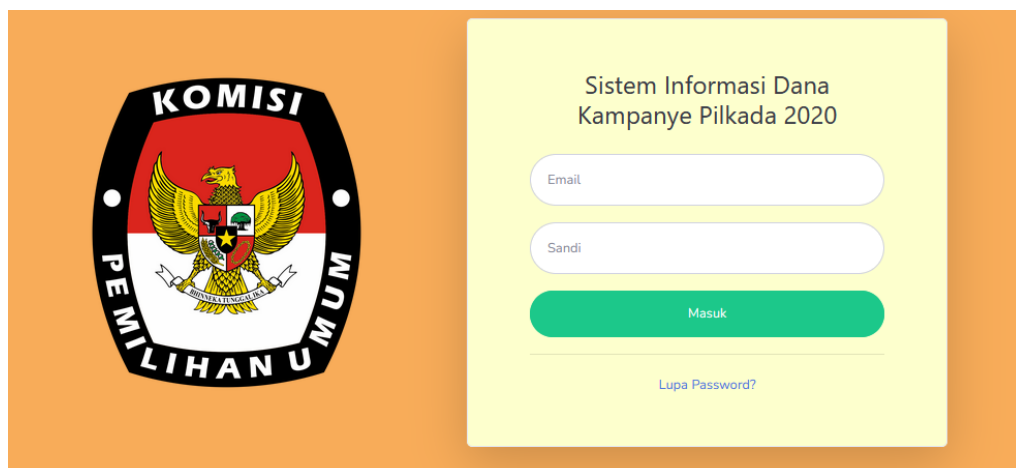 KOMISI
PEMILIHAN UMUM
BHINNEKA TUNGGAL IKA
Sistem Informasi Dana
Kampanye Pilkada 2020
Email
Sandi
Masuk
Lupa Password?